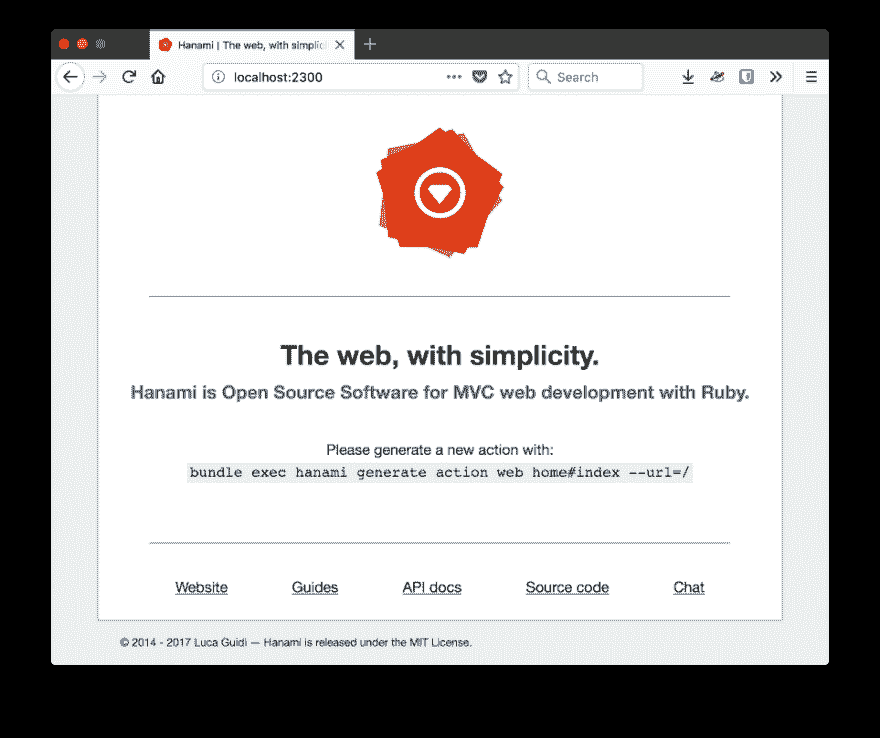 Hanami | The web, with simplic
localhost:2300
Search
The web, with simplicity.
Hanami is Open Source Software for MVC web development with Ruby.
Please generate a new action with:
bundle exec hanami generate action web home#index --url=/
Website Guides API docs Source code Chat
© 2014 - 2017 Luca Guidi — Hanami is released under the MIT License.